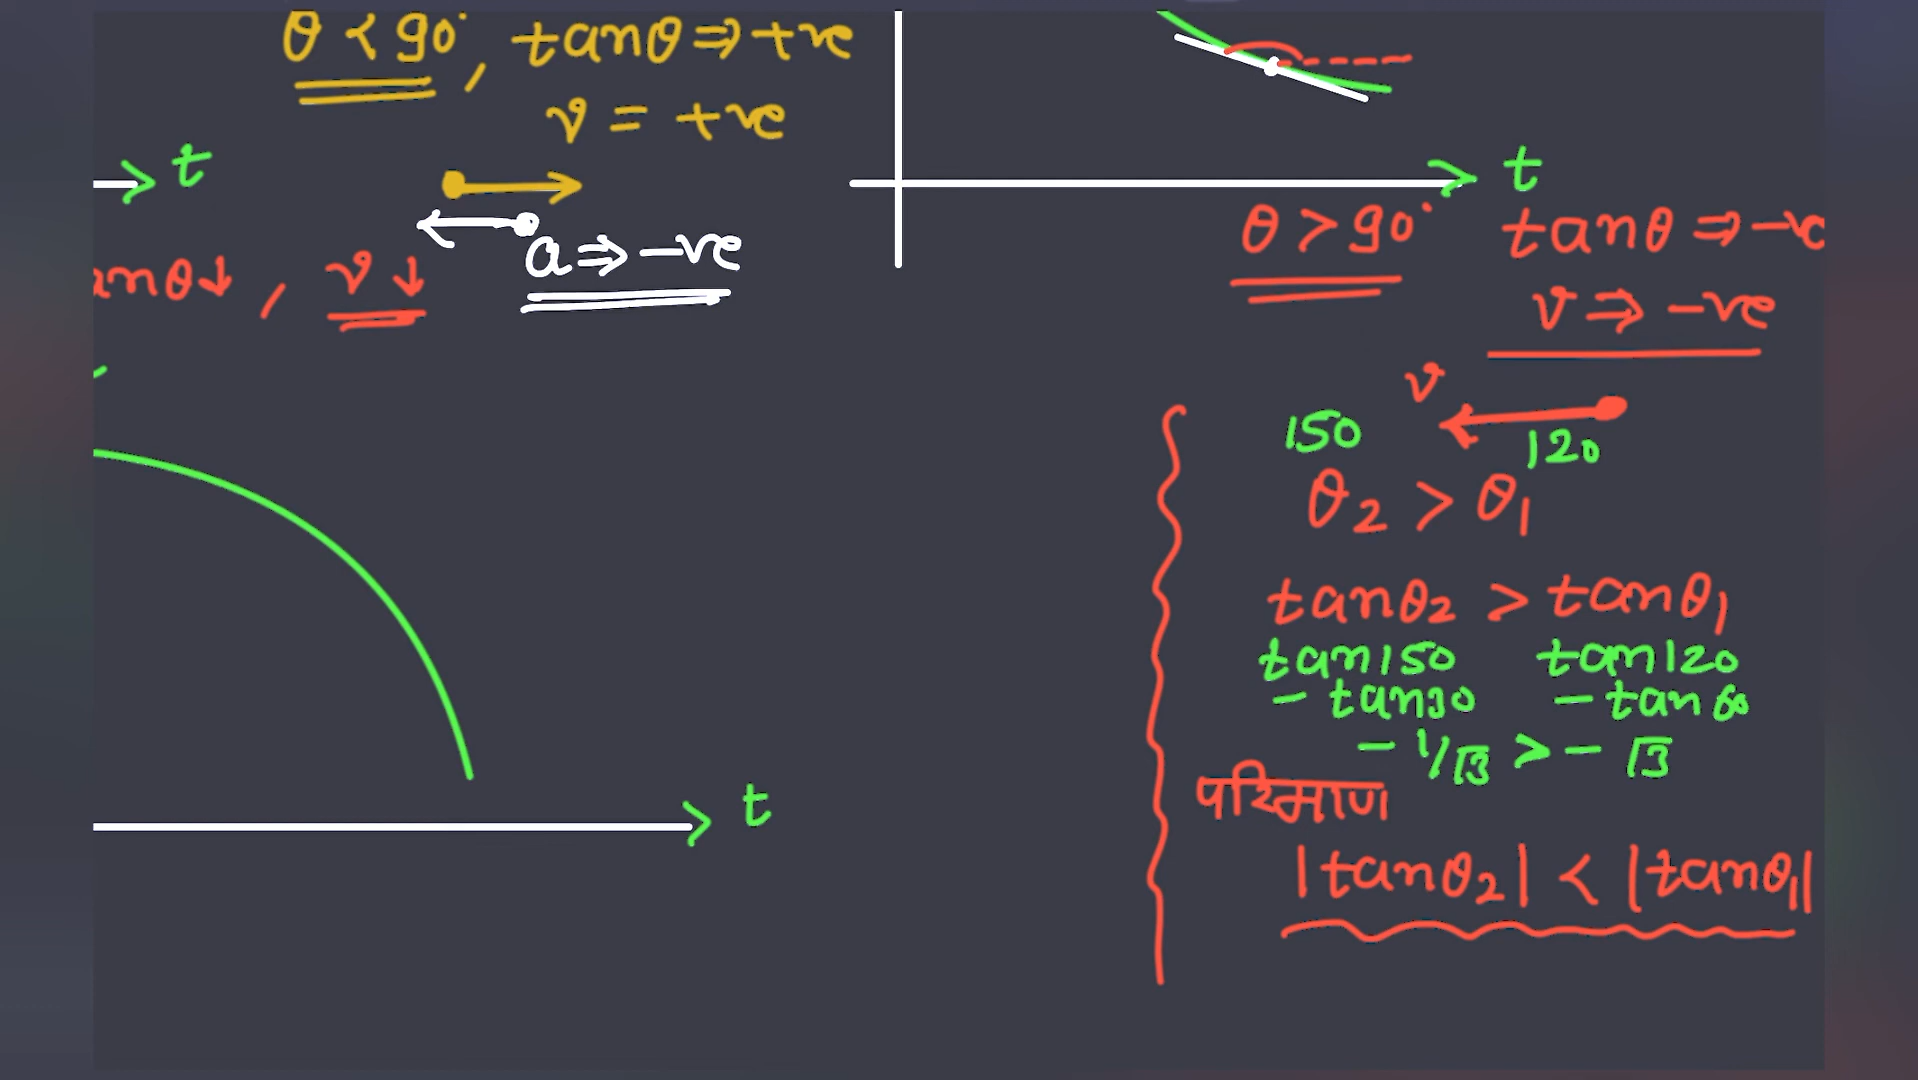 θ < 90°, tanθ ⇒ +ve
v = +ve
t
a ⇒ -ve
tanθ↓, v↓
t
t
θ > 90° tanθ ⇒ -ve
v ⇒ -ve
v
150 120
θ₂ > θ₁
tanθ₂ > tanθ₁
tan150 tan120
- tan30 - tan60
- 1/√3 > - √3
परिमाण
|tanθ₂| < |tanθ₁|